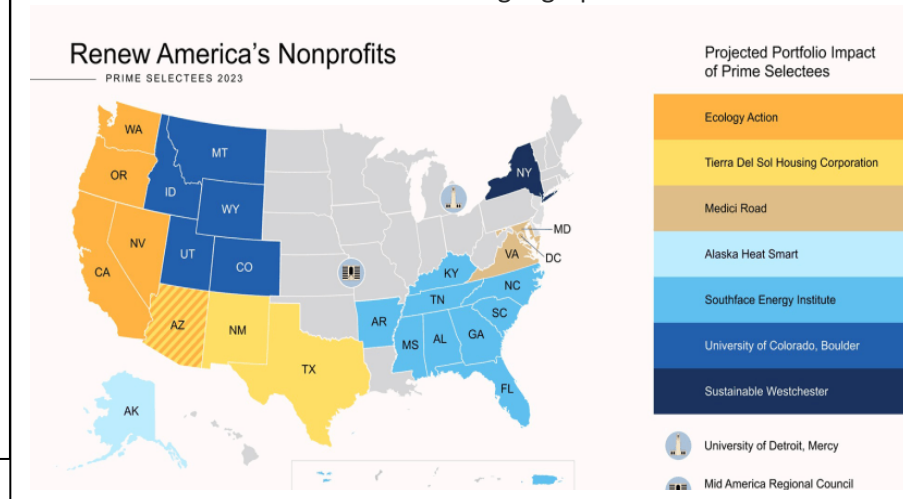 Renew America's Nonprofits
PRIME SELECTEES 2023
WA
OR
CA
NV
ID
MT
WY
UT
CO
AZ
NM
TX
AK
AR
KY
TN
MS
AL
GA
FL
SC
NC
VA
MD
DC
NY
Projected Portfolio Impact
of Prime Selectees
Ecology Action
Tierra Del Sol Housing Corporation
Medici Road
Alaska Heat Smart
Southface Energy Institute
University of Colorado, Boulder
Sustainable Westchester
University of Detroit, Mercy
Mid America Regional Council